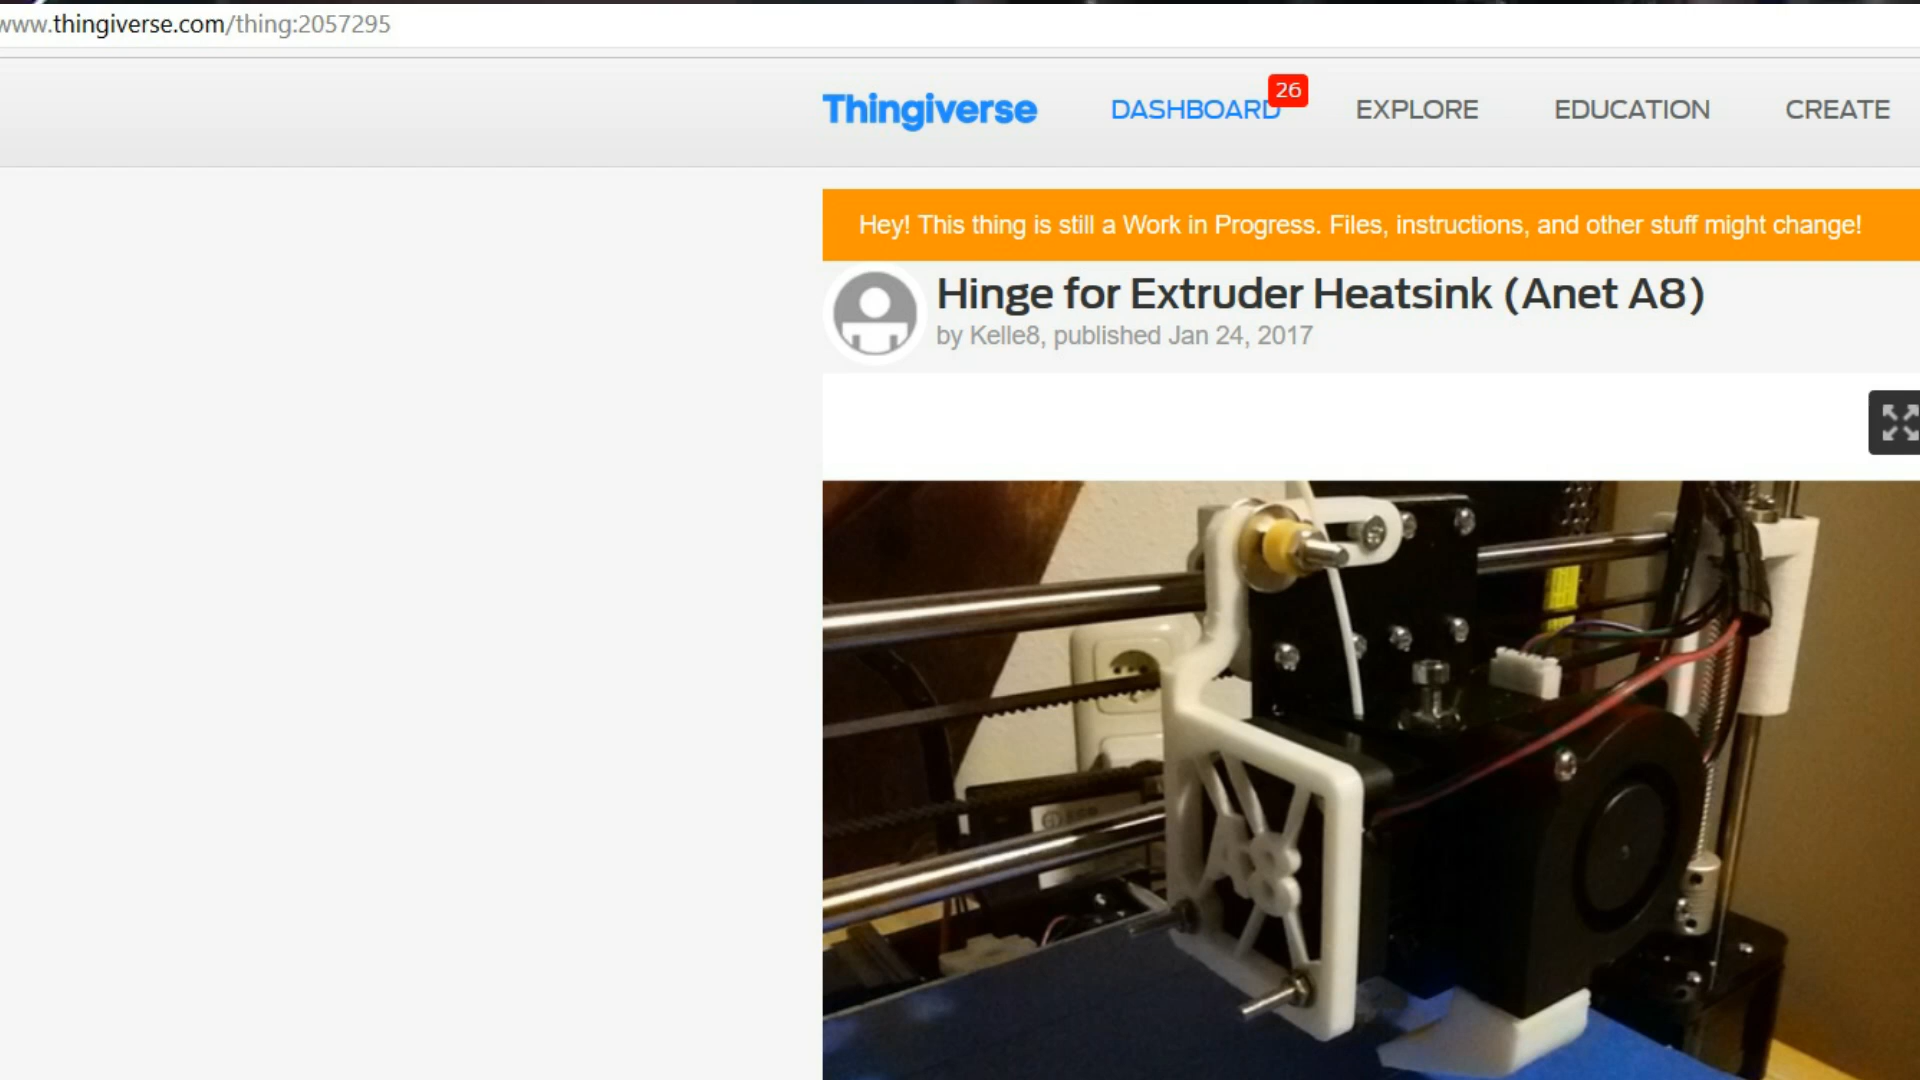 www.thingiverse.com/thing:2057295
Thingiverse
DASHBOARD
26
EXPLORE
EDUCATION
CREATE
Hey! This thing is still a Work in Progress. Files, instructions, and other stuff might change!
Hinge for Extruder Heatsink (Anet A8)
by Kelle8, published Jan 24, 2017
A8